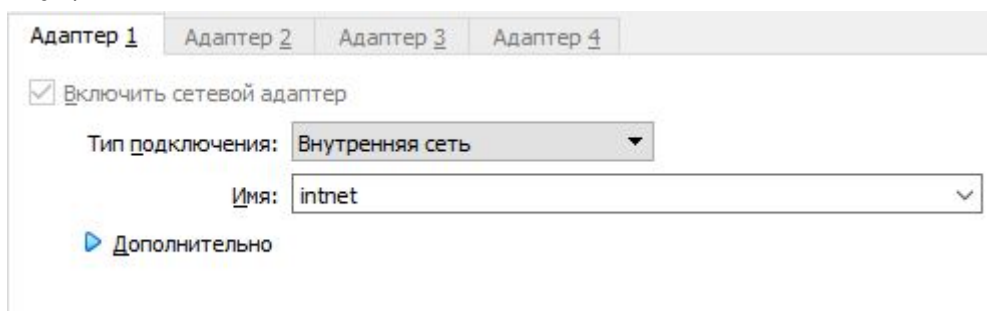 Адаптер 1 Адаптер 2 Адаптер 3 Адаптер 4
Включить сетевой адаптер
Тип подключения: Внутренняя сеть
Имя: intnet
Дополнительно